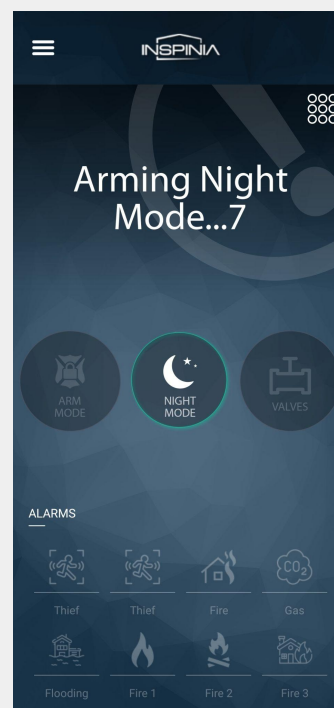 INSPINIA
Arming Night
Mode...7
ARM
MODE
NIGHT
MODE
VALVES
ALARMS
CO2
Thief
Thief
Fire
Gas
Flooding
Fire 1
Fire 2
Fire 3